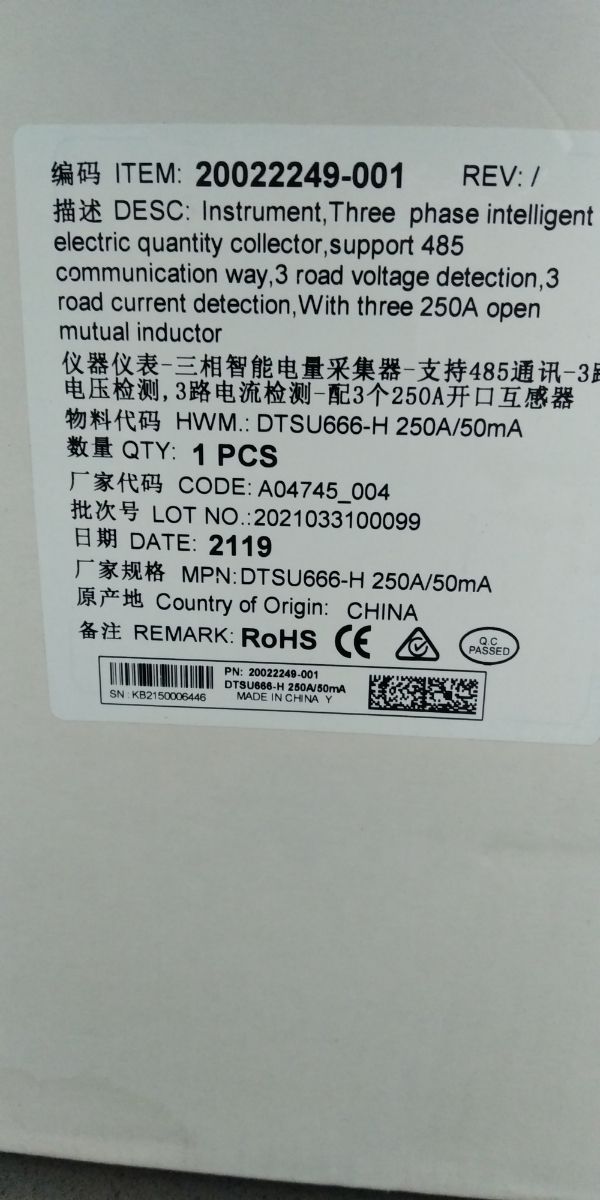 编码 ITEM: 20022249-001 REV: /
描述 DESC: Instrument,Three phase intelligent
electric quantity collector,support 485
communication way,3 road voltage detection,3
road current detection,With three 250A open
mutual inductor
仪器仪表-三相智能电量采集器-支持485通讯-3路
电压检测,3路电流检测-配3个250A开口互感器
物料代码 HWM.: DTSU666-H 250A/50mA
数量 QTY: 1 PCS
厂家代码 CODE: A04745_004
批次号 LOT NO.:2021033100099
日期 DATE: 2119
厂家规格 MPN:DTSU666-H 250A/50mA
原产地 Country of Origin: CHINA
备注 REMARK: RoHS CE Q.C PASSED
PN: 20022249-001
DTSU666-H 250A/50mA
SN:KB2150006446 MADE IN CHINA Y